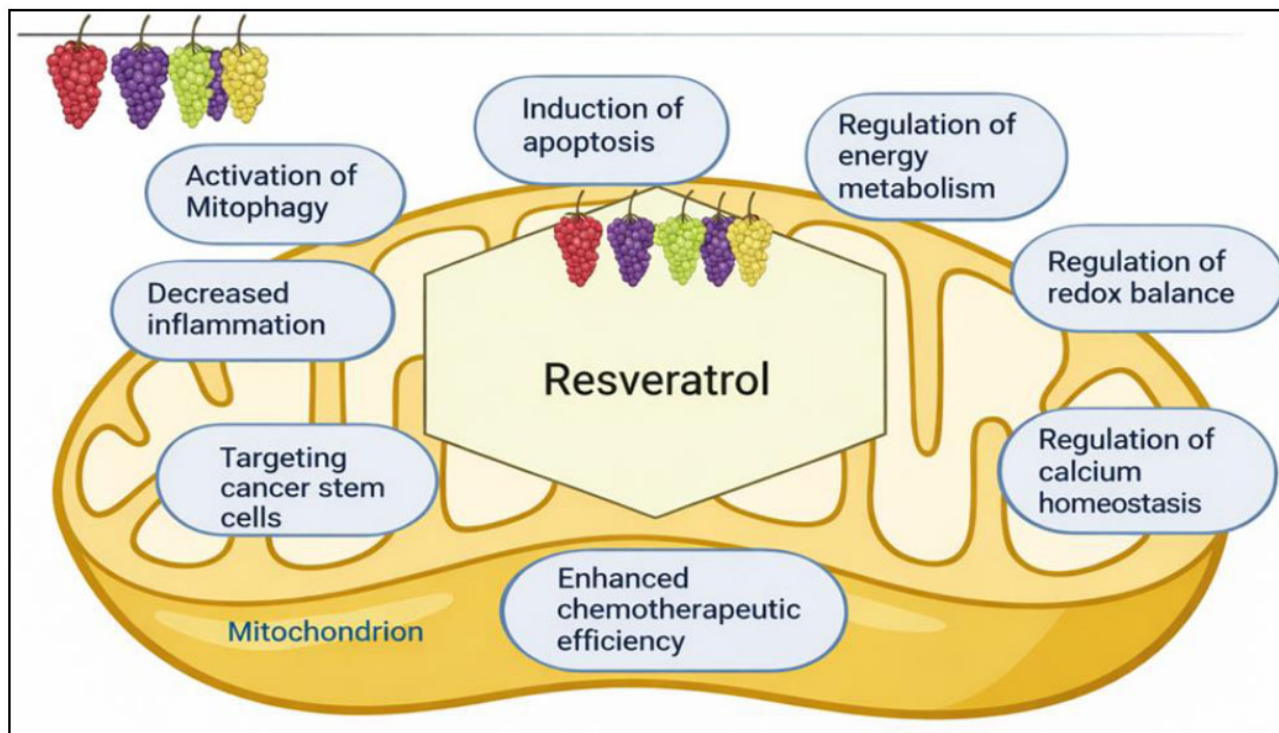 Induction of
apoptosis
Regulation of
energy
metabolism
Activation of
Mitophagy
Regulation of
redox balance
Decreased
inflammation
Resveratrol
Targeting
cancer stem
cells
Regulation of
calcium
homeostasis
Enhanced
chemotherapeutic
efficiency
Mitochondrion